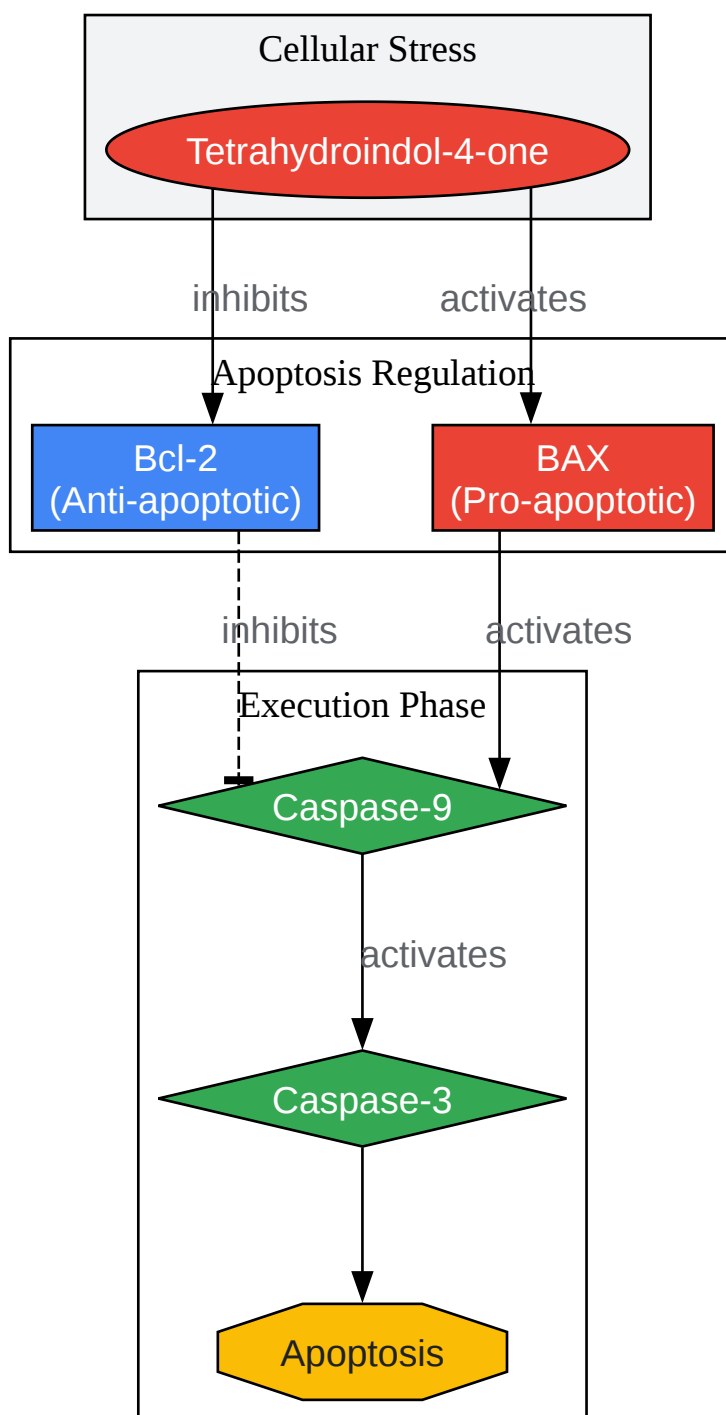 Cellular Stress
Tetrahydroindol-4-one
inhibits
activates
Apoptosis Regulation
Bcl-2
(Anti-apoptotic)
BAX
(Pro-apoptotic)
inhibits
activates
Execution Phase
Caspase-9
activates
Caspase-3
Apoptosis